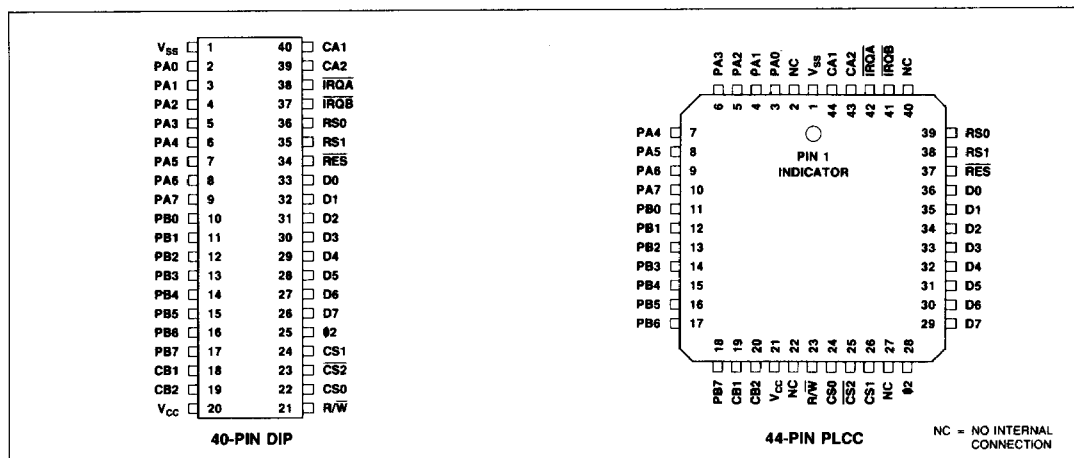 VSS 1 40 CA1
PA0 2 39 CA2
PA1 3 38 IRQA
PA2 4 37 IRQB
PA3 5 36 RS0
PA4 6 35 RS1
PA5 7 34 RES
PA6 8 33 D0
PA7 9 32 D1
PB0 10 31 D2
PB1 11 30 D3
PB2 12 29 D4
PB3 13 28 D5
PB4 14 27 D6
PB5 15 26 D7
PB6 16 25 ϕ2
PB7 17 24 CS1
CB1 18 23 CS2
CB2 19 22 CS0
VCC 20 21 R/W
40-PIN DIP
PA3 PA2 PA1 PA0 NC VSS CA1 CA2 IRQA IRQB NC
6 5 4 3 2 1 44 43 42 41 40
PA4 7 39 RS0
PA5 8 38 RS1
PA6 9 37 RES
PA7 10 36 D0
PB0 11 35 D1
PB1 12 34 D2
PB2 13 33 D3
PB3 14 32 D4
PB4 15 31 D5
PB5 16 30 D6
PB6 17 29 D7
PIN 1
INDICATOR
18 19 20 21 22 23 24 25 26 27 28
PB7 CB1 CB2 VCC NC R/W CS0 CS2 CS1 NC ϕ2
44-PIN PLCC
NC = NO INTERNAL
CONNECTION